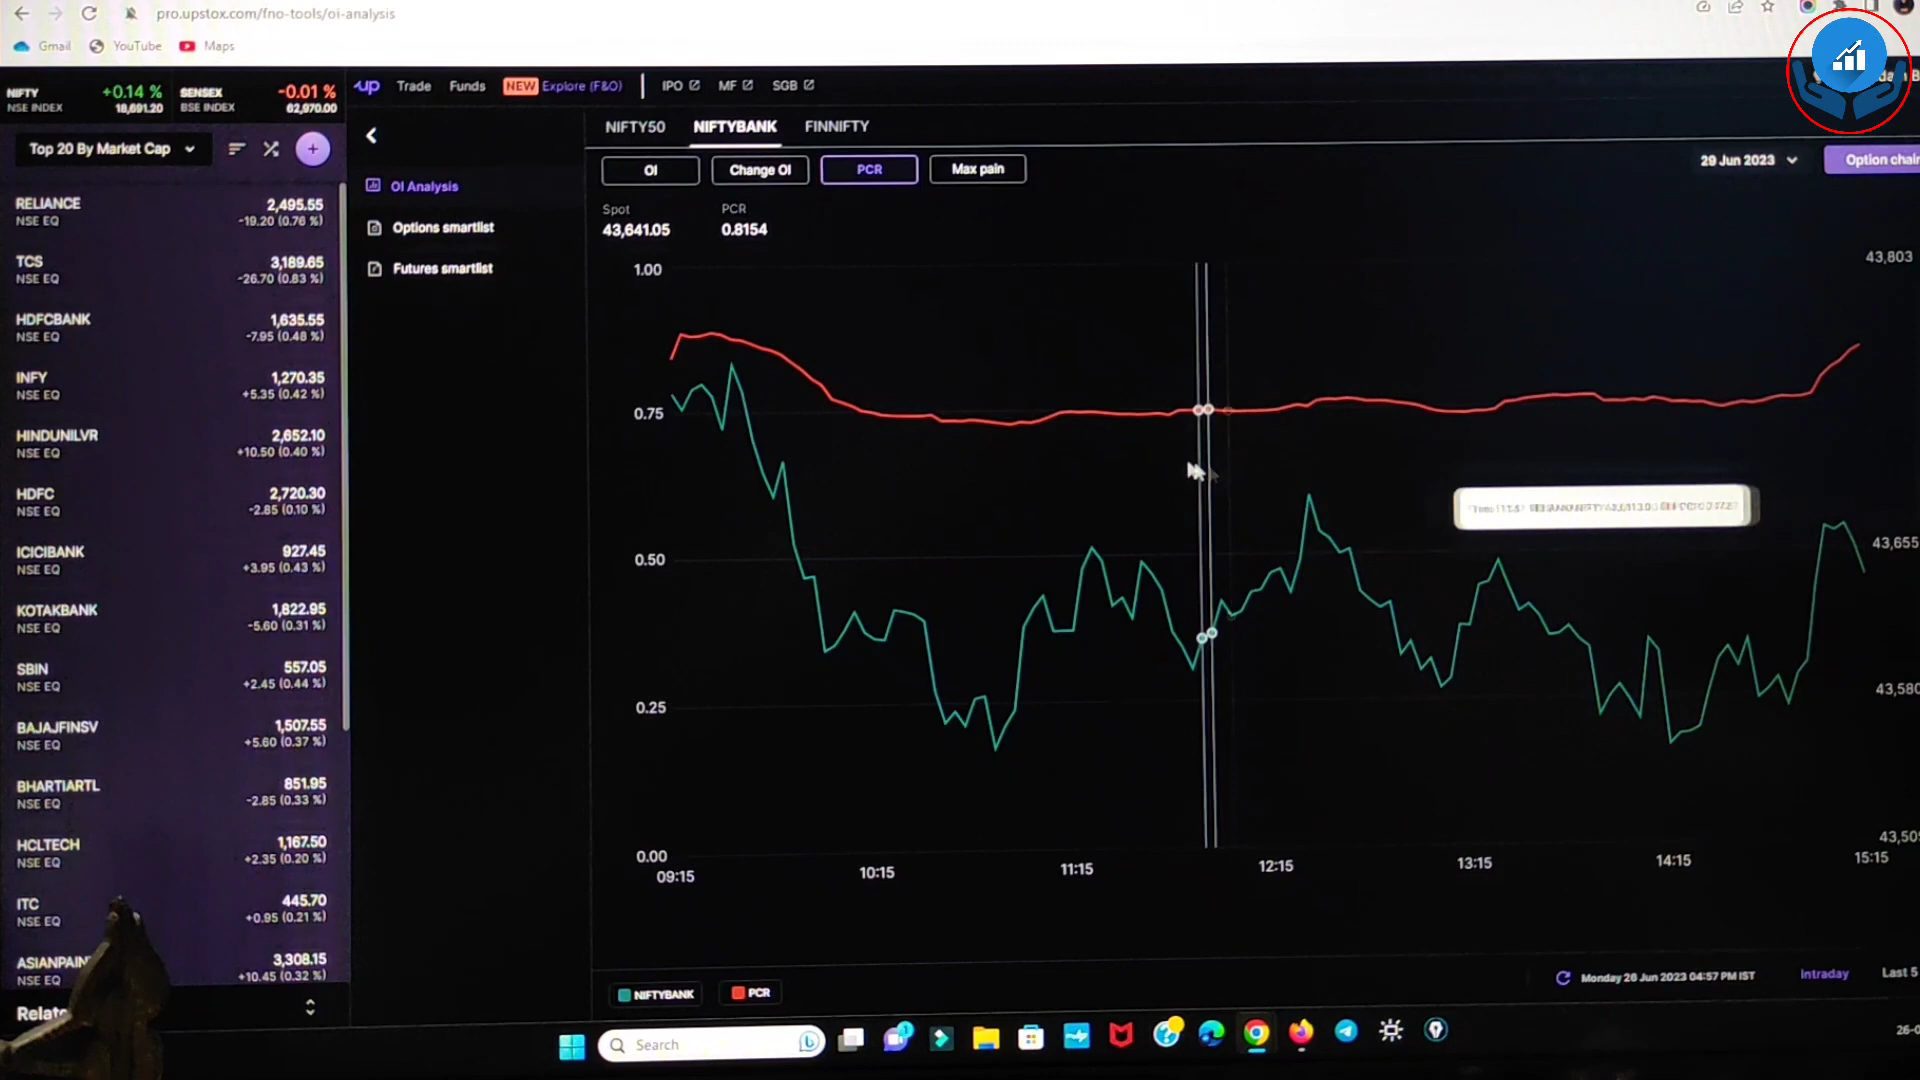 pro.upstox.com/fno-tools/oi-analysis
Gmail YouTube Maps
NIFTY +0.14 % SENSEX -0.01 %
NSE INDEX 18,691.20 BSE INDEX 62,970.00
up Trade Funds NEW Explore (F&O) IPO MF SGB
Top 20 By Market Cap
RELIANCE 2,495.55
NSE EQ -19.20 (0.76 %)
TCS 3,189.65
NSE EQ -26.70 (0.83 %)
HDFCBANK 1,635.55
NSE EQ -7.95 (0.48 %)
INFY 1,270.35
NSE EQ +5.35 (0.42 %)
HINDUNILVR 2,652.10
NSE EQ +10.50 (0.40 %)
HDFC 2,720.30
NSE EQ -2.85 (0.10 %)
ICICIBANK 927.45
NSE EQ +3.95 (0.43 %)
KOTAKBANK 1,822.95
NSE EQ -5.60 (0.31 %)
SBIN 557.05
NSE EQ +2.45 (0.44 %)
BAJAJFINSV 1,507.55
NSE EQ +5.60 (0.37 %)
BHARTIARTL 851.95
NSE EQ -2.85 (0.33 %)
HCLTECH 1,167.50
NSE EQ +2.35 (0.20 %)
ITC 445.70
NSE EQ +0.95 (0.21 %)
ASIANPAIN 3,308.15
NSE EQ +10.45 (0.32 %)
Relate
OI Analysis
Options smartlist
Futures smartlist
NIFTY50 NIFTYBANK FINNIFTY
OI Change OI PCR Max pain
29 Jun 2023 Option chain
Spot PCR
43,641.05 0.8154
1.00 43,803
0.75
0.50 43,655
0.25 43,580
0.00 43,505
09:15 10:15 11:15 12:15 13:15 14:15 15:15
NIFTYBANK PCR
Monday 26 Jun 2023 04:57 PM IST Intraday Last 5
Search
26-0